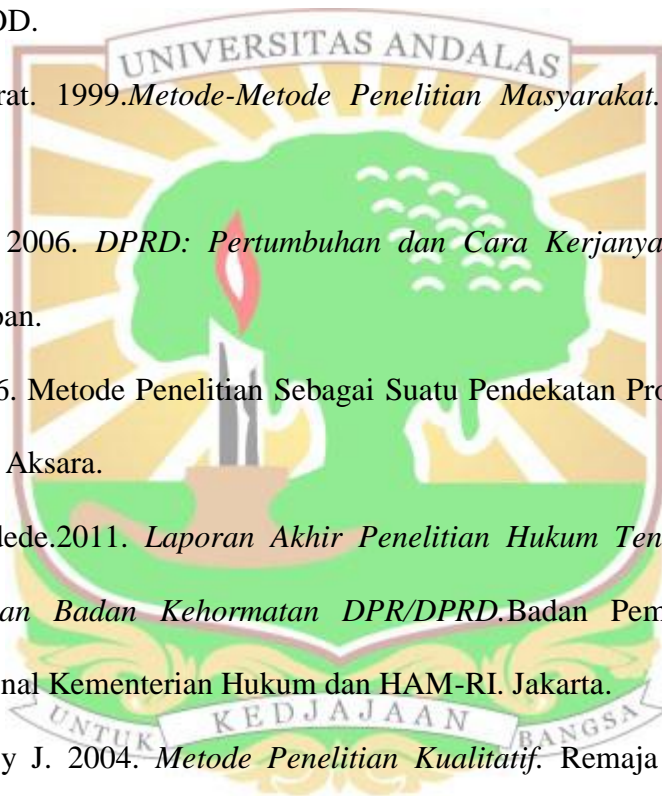 OD.
UNIVERSITAS ANDALAS
rat. 1999.Metode-Metode Penelitian Masyarakat.
2006. DPRD: Pertumbuhan dan Cara Kerjanya
pan.
6. Metode Penelitian Sebagai Suatu Pendekatan Pro
Aksara.
dede.2011. Laporan Akhir Penelitian Hukum Ten
an Badan Kehormatan DPR/DPRD.Badan Pem
onal Kementerian Hukum dan HAM-RI. Jakarta.
UNTUK KEDJAJAAN BANGSA
y J. 2004. Metode Penelitian Kualitatif. Remaja